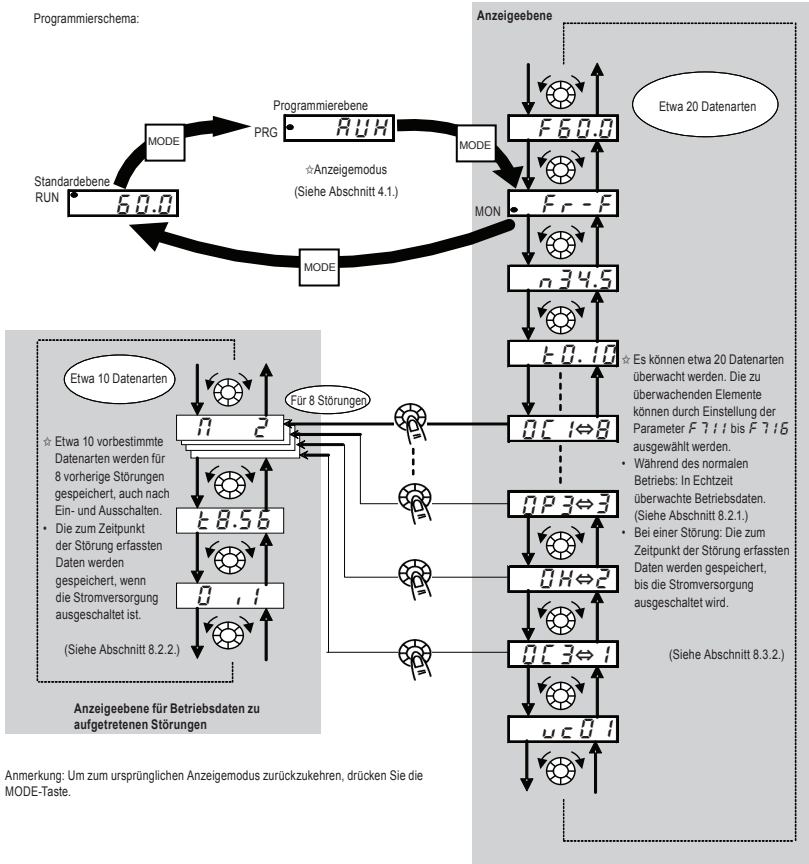 Programmierschema:
Anzeigeebene
Etwa 20 Datenarten
F60.0
Programmierebene
PRG
AUH
MODE
MODE
☆Anzeigemodus
(Siehe Abschnitt 4.1.)
Standardebene
RUN
60.0
MON
Fr-F
MODE
n34.5
t0.10
Etwa 10 Datenarten
Für 8 Störungen
n 2
☆ Etwa 10 vorbestimmte
Datenarten werden für
8 vorherige Störungen
gespeichert, auch nach
Ein- und Ausschalten.
• Die zum Zeitpunkt
der Störung erfassten
Daten werden
gespeichert, wenn
die Stromversorgung
ausgeschaltet ist.
(Siehe Abschnitt 8.2.2.)
t8.56
Anzeigeebene für Betriebsdaten zu
aufgetretenen Störungen
OC1⇔8
OP3⇔3
OH⇔2
OC3⇔1
uc01
☆ Es können etwa 20 Datenarten
überwacht werden. Die zu
überwachenden Elemente
können durch Einstellung der
Parameter F711 bis F716
ausgewählt werden.
• Während des normalen
Betriebs: In Echtzeit
überwachte Betriebsdaten.
(Siehe Abschnitt 8.2.1.)
• Bei einer Störung: Die zum
Zeitpunkt der Störung erfassten
Daten werden gespeichert,
bis die Stromversorgung
ausgeschaltet wird.
(Siehe Abschnitt 8.3.2.)
Anmerkung: Um zum ursprünglichen Anzeigemodus zurückzukehren, drücken Sie die
MODE-Taste.